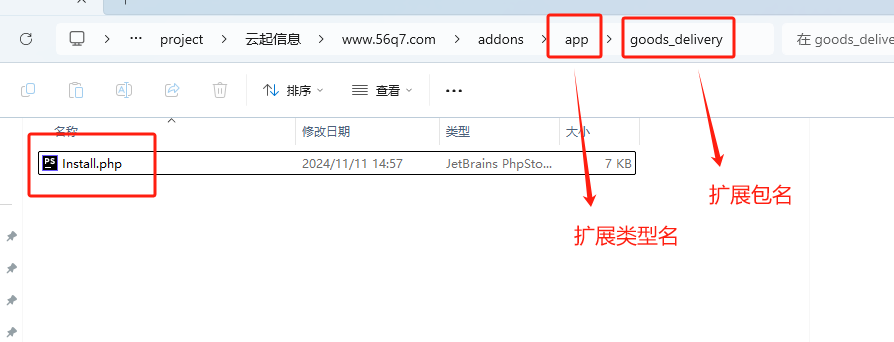 ··· project 云起信息 www.56q7.com addons app goods_delivery 在 goods_delive
排序 查看 ···
名称 修改日期 类型 大小
PS Install.php 2024/11/11 14:57 JetBrains PhpSto... 7 KB
扩展包名
扩展类型名